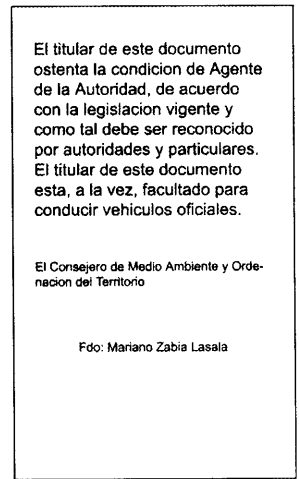 El titular de este documento
ostenta la condicion de Agente
de la Autoridad, de acuerdo
con la legislacion vigente y
como tal debe ser reconocido
por autoridades y particulares.
El titular de este documento
esta, a la vez, facultado para
conducir vehiculos oficiales.
El Consejero de Medio Ambiente y Orde-
nacion del Territorio
Fdo: Mariano Zabia Lasala